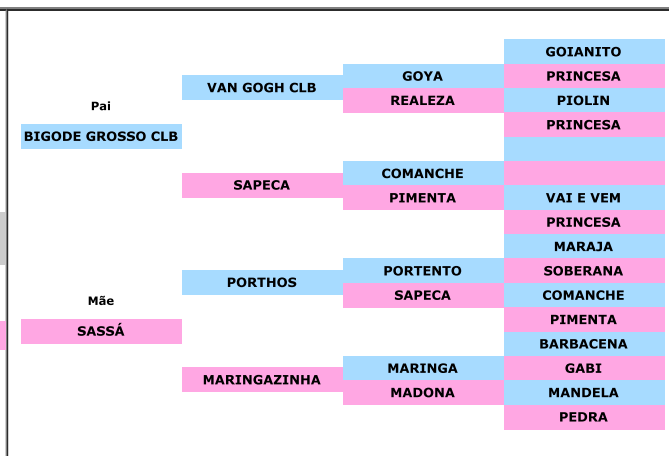 GOIANITO
GOYA PRINCESA
VAN GOGH CLB REALEZA PIOLIN
Pai PRINCESA
BIGODE GROSSO CLB
COMANCHE
SAPECA PIMENTA VAI E VEM
PRINCESA
MARAJA
PORTENTO SOBERANA
PORTHOS SAPECA COMANCHE
Mãe PIMENTA
SASSÁ BARBACENA
MARINGA GABI
MARINGAZINHA MADONA MANDELA
PEDRA